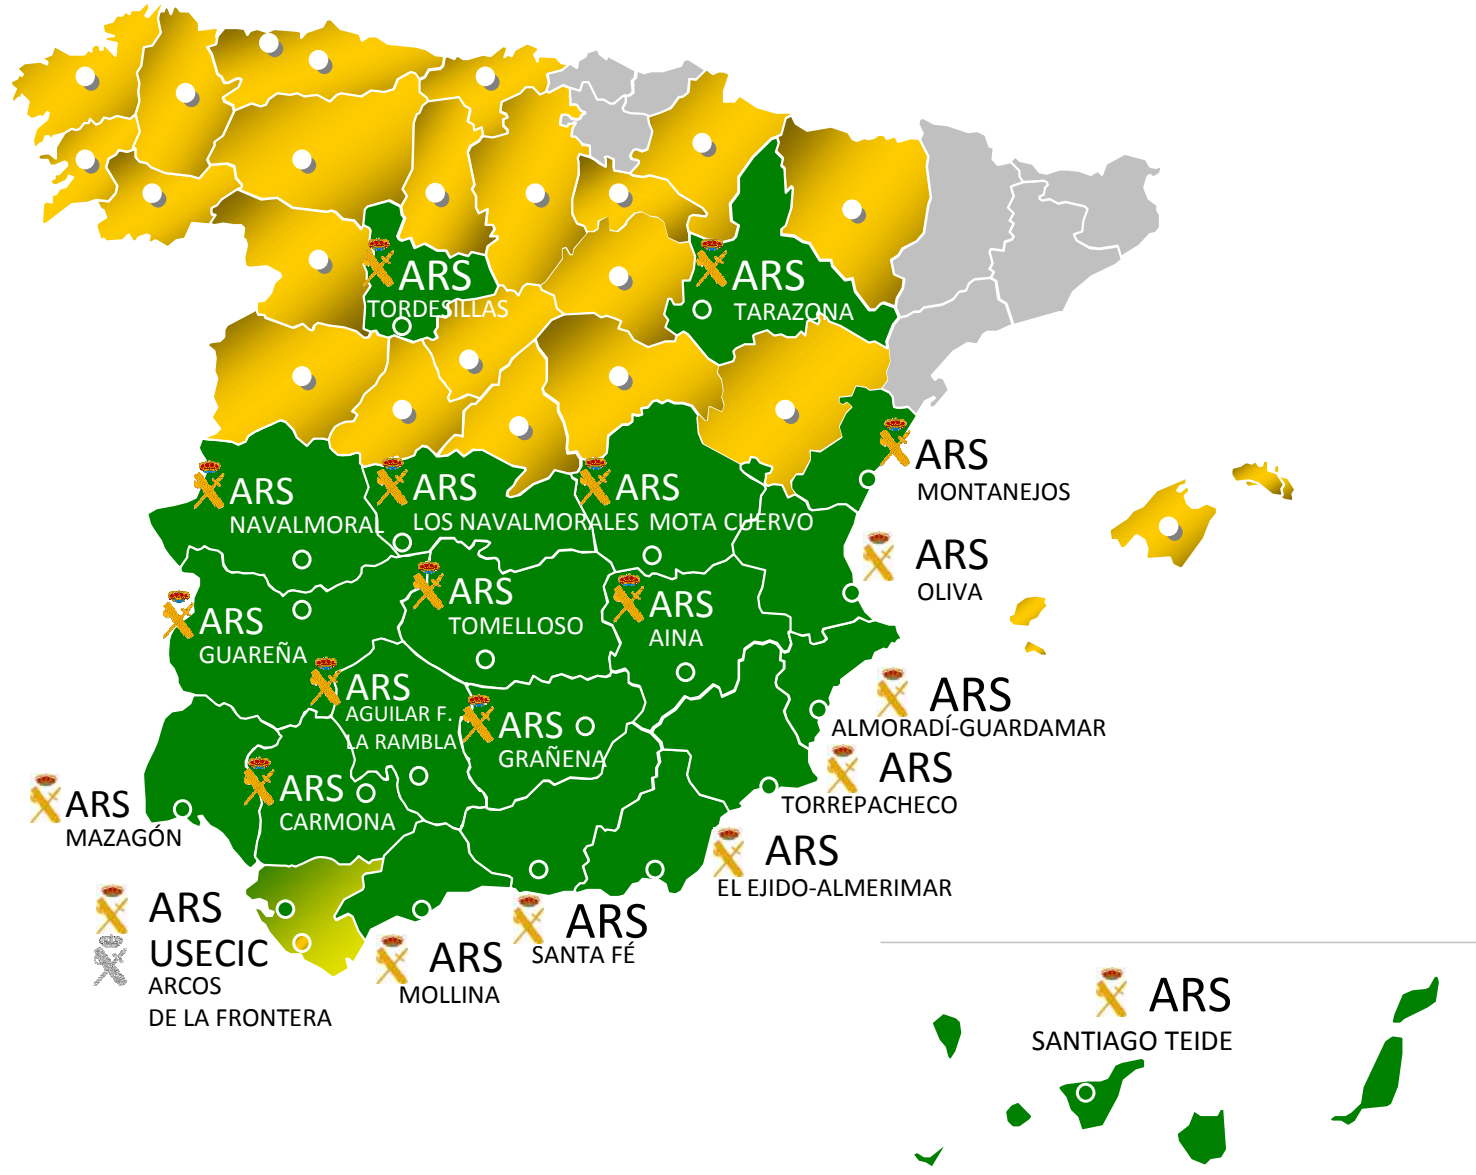 ARS
TORDESILLAS
ARS
TARAZONA
ARS
MONTANEJOS
ARS
NAVALMORAL
ARS
LOS NAVALMORALES
ARS
MOTA CUERVO
ARS
OLIVA
ARS
GUAREÑA
ARS
TOMELLOSO
ARS
AINA
ARS
AGUILAR F.
LA RAMBLA
ARS
GRAÑENA
ARS
ALMORADÍ-GUARDAMAR
ARS
TORREPACHECO
ARS
CARMONA
ARS
MAZAGÓN
ARS
EL EJIDO-ALMERIMAR
ARS
USECIC
ARCOS
DE LA FRONTERA
ARS
MOLLINA
ARS
SANTA FÉ
ARS
SANTIAGO TEIDE